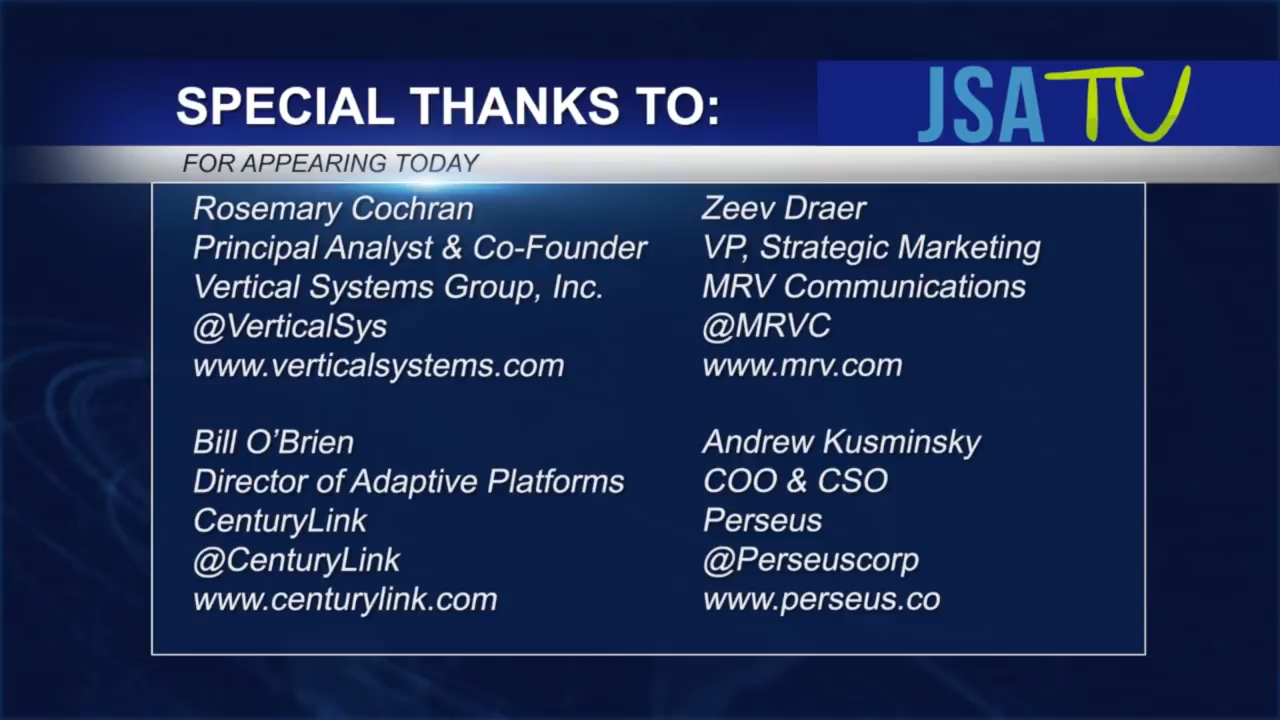 SPECIAL THANKS TO:
JSA TV
FOR APPEARING TODAY
Rosemary Cochran
Principal Analyst & Co-Founder
Vertical Systems Group, Inc.
@VerticalSys
www.verticalsystems.com
Zeev Draer
VP, Strategic Marketing
MRV Communications
@MRVC
www.mrv.com
Bill O’Brien
Director of Adaptive Platforms
CenturyLink
@CenturyLink
www.centurylink.com
Andrew Kusminsky
COO & CSO
Perseus
@Perseuscorp
www.perseus.co